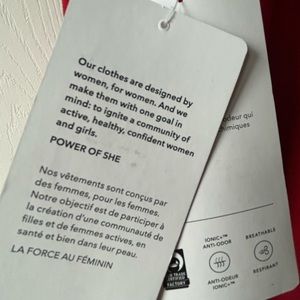 Our clothes are designed by
women, for women. And we
make them with one goal in
mind: to ignite a community of
active, healthy, confident women
and girls.
POWER OF SHE
Nos vêtements sont conçus par
des femmes, pour les femmes.
Notre objectif est de participer à
la création d'une communauté de
filles et de femmes actives, en
santé et bien dans leur peau.
LA FORCE AU FÉMININ
odeur qui
imiques
IONIC+™
ANTI-ODOR
BREATHABLE
ANTI-ODEUR
IONIC+™
RESPIRANT
TRADE
CERTIFIED
FACTORY